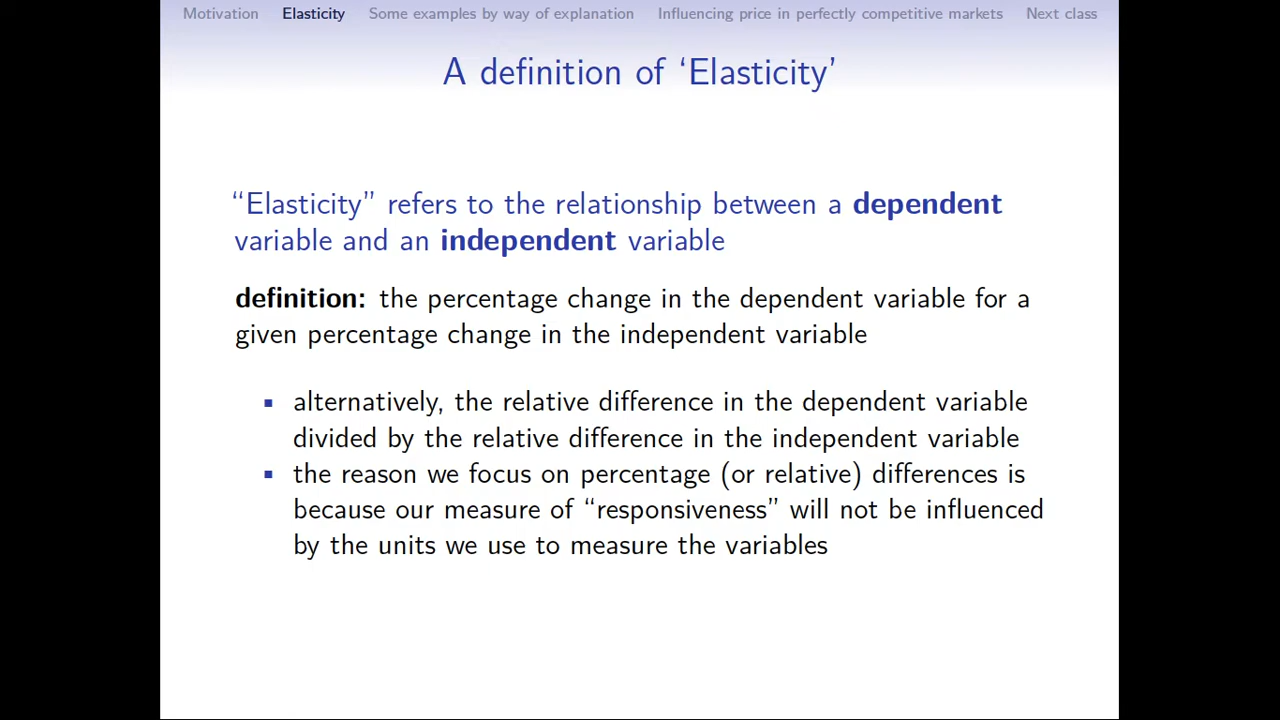 Motivation Elasticity Some examples by way of explanation Influencing price in perfectly competitive markets Next class
A definition of ‘Elasticity’
“Elasticity” refers to the relationship between a dependent
variable and an independent variable
definition: the percentage change in the dependent variable for a
given percentage change in the independent variable
▪ alternatively, the relative difference in the dependent variable
divided by the relative difference in the independent variable
▪ the reason we focus on percentage (or relative) differences is
because our measure of “responsiveness” will not be influenced
by the units we use to measure the variables